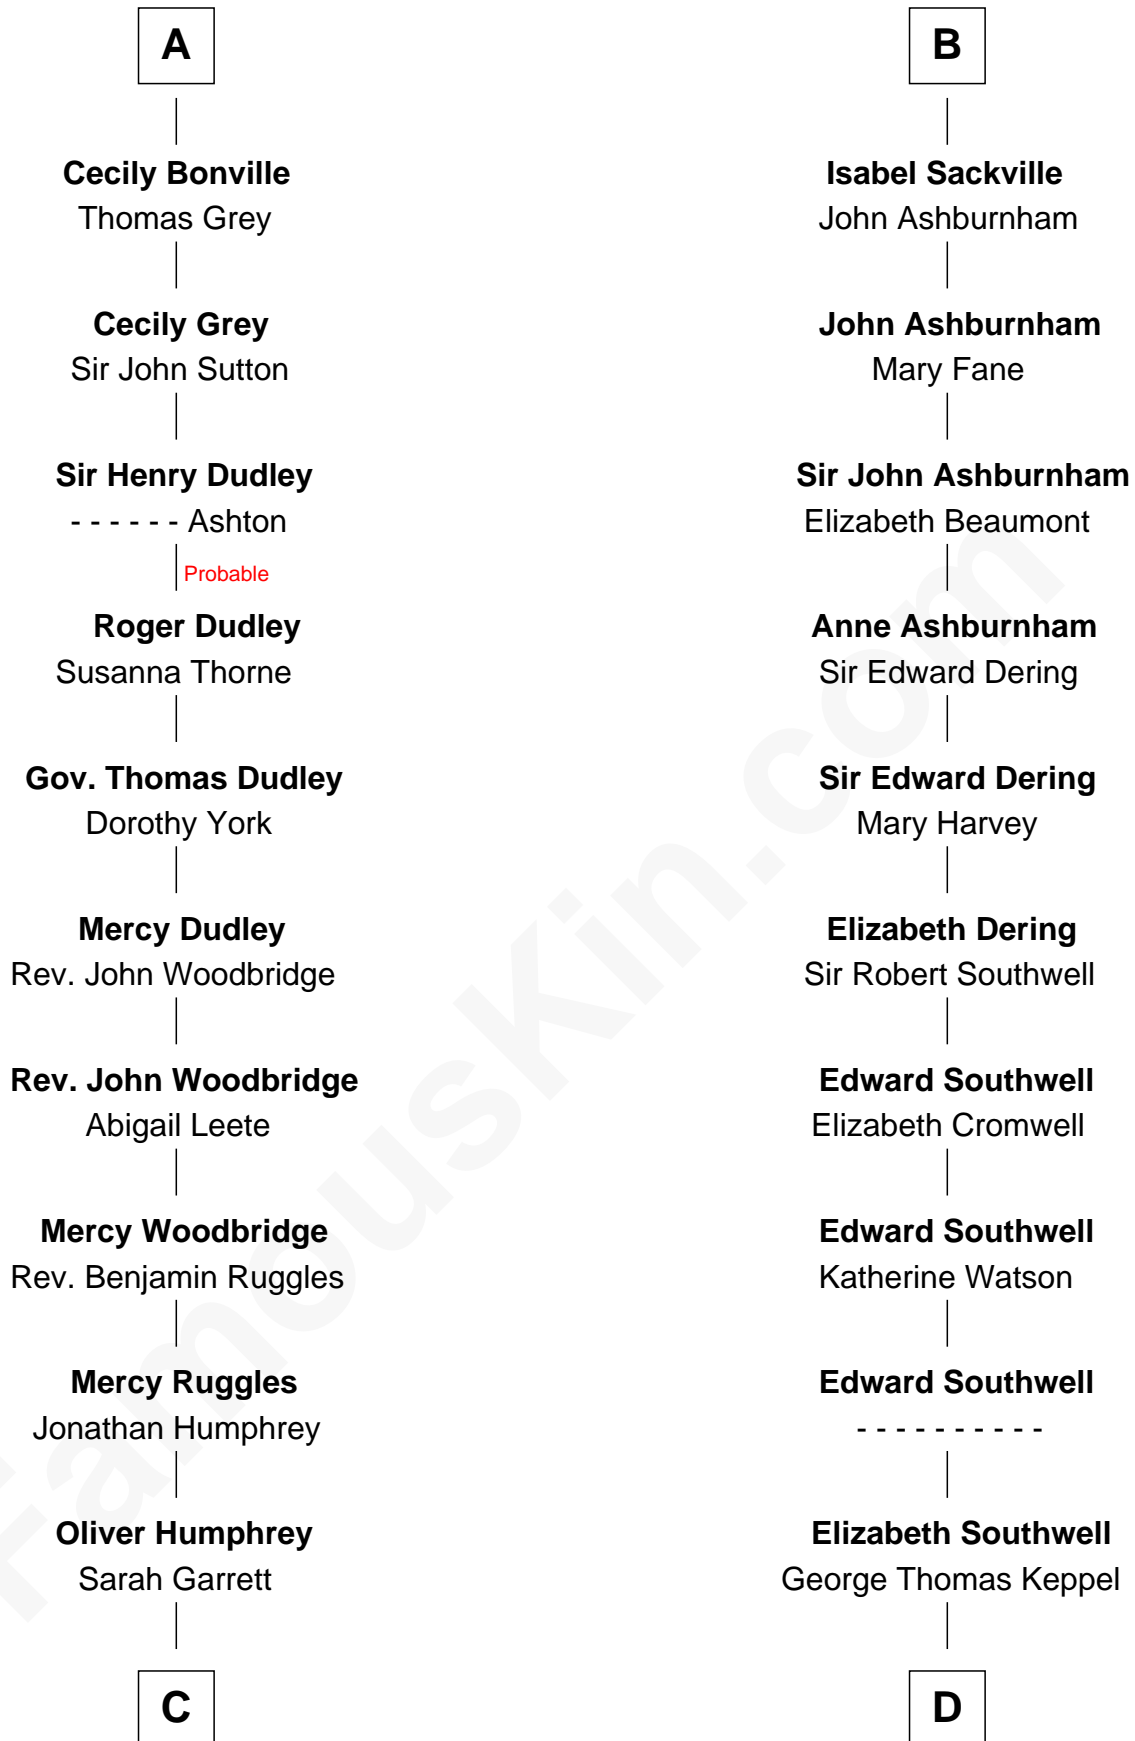 A
Cecily Bonville
Thomas Grey
Cecily Grey
Sir John Sutton
Sir Henry Dudley
- - - - - - Ashton
Probable
Roger Dudley
Susanna Thorne
Gov. Thomas Dudley
Dorothy York
Mercy Dudley
Rev. John Woodbridge
Rev. John Woodbridge
Abigail Leete
Mercy Woodbridge
Rev. Benjamin Ruggles
Mercy Ruggles
Jonathan Humphrey
Oliver Humphrey
Sarah Garrett
C
B
Isabel Sackville
John Ashburnham
John Ashburnham
Mary Fane
Sir John Ashburnham
Elizabeth Beaumont
Anne Ashburnham
Sir Edward Dering
Sir Edward Dering
Mary Harvey
Elizabeth Dering
Sir Robert Southwell
Edward Southwell
Elizabeth Cromwell
Edward Southwell
Katherine Watson
Edward Southwell
- - - - - - - - - -
Elizabeth Southwell
George Thomas Keppel
D
FamousKin.com